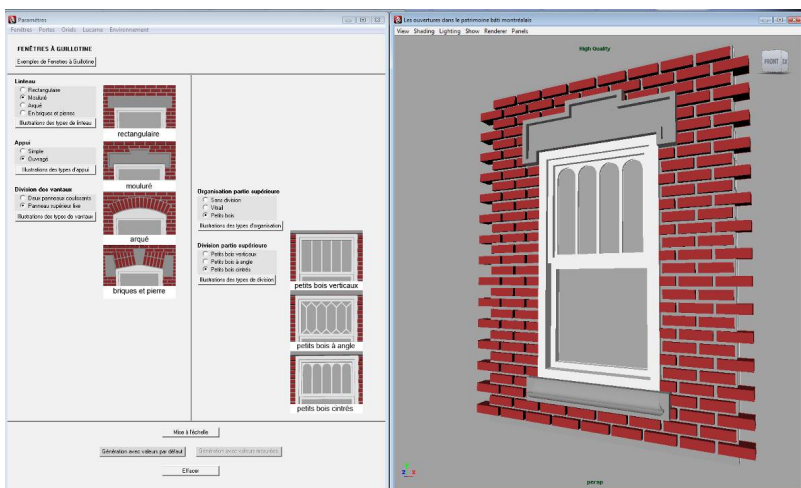 Paramètres
Fenêtres Portes Oriels Lucarne Environnement
FENÊTRES À GUILLOTINE
Exemples de Fenetres à Guillotine
Linteau
Rectangulaire
Mouluré
Arqué
En briques et pierres
Illustrations des types de linteau
rectangulaire
Appui
Simple
Ouvragé
Illustrations des types d'appui
mouluré
Division des vantaux
Deux panneaux coulissants
Panneau supérieur fixe
Illustrations des types de vantaux
arqué
briques et pierre
Organisation partie supérieure
Sans division
Vitrail
Petits bois
Illustrations des types d'organisation
Division partie supérieure
Petits bois verticaux
Petits bois à angle
Petits bois cintrés
Illustrations des types de division
petits bois verticaux
petits bois à angle
petits bois cintrés
Mise à l'échelle
Génération avec valeurs par défaut
Effacer
Les ouvertures dans le patrimoine bâti montréalais
View Shading Lighting Show Renderer Panels
High Quality
FRONT
persp